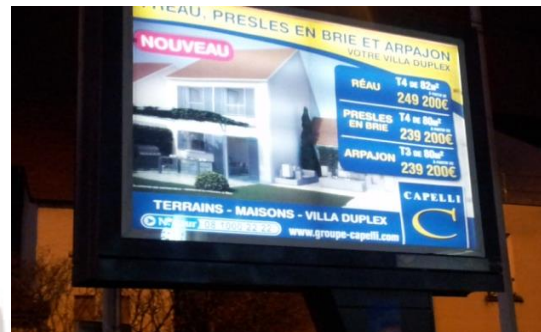 RÉAU, PRESLES EN BRIE ET ARPAJON
VOTRE VILLA DUPLEX
NOUVEAU
RÉAU T4 DE 82m²
249 200€
PRESLES EN BRIE T4 DE 80m²
239 200€
ARPAJON T3 DE 60m²
239 200€
CAPELLI
C
TERRAINS - MAISONS - VILLA DUPLEX
www.groupe-capelli.com